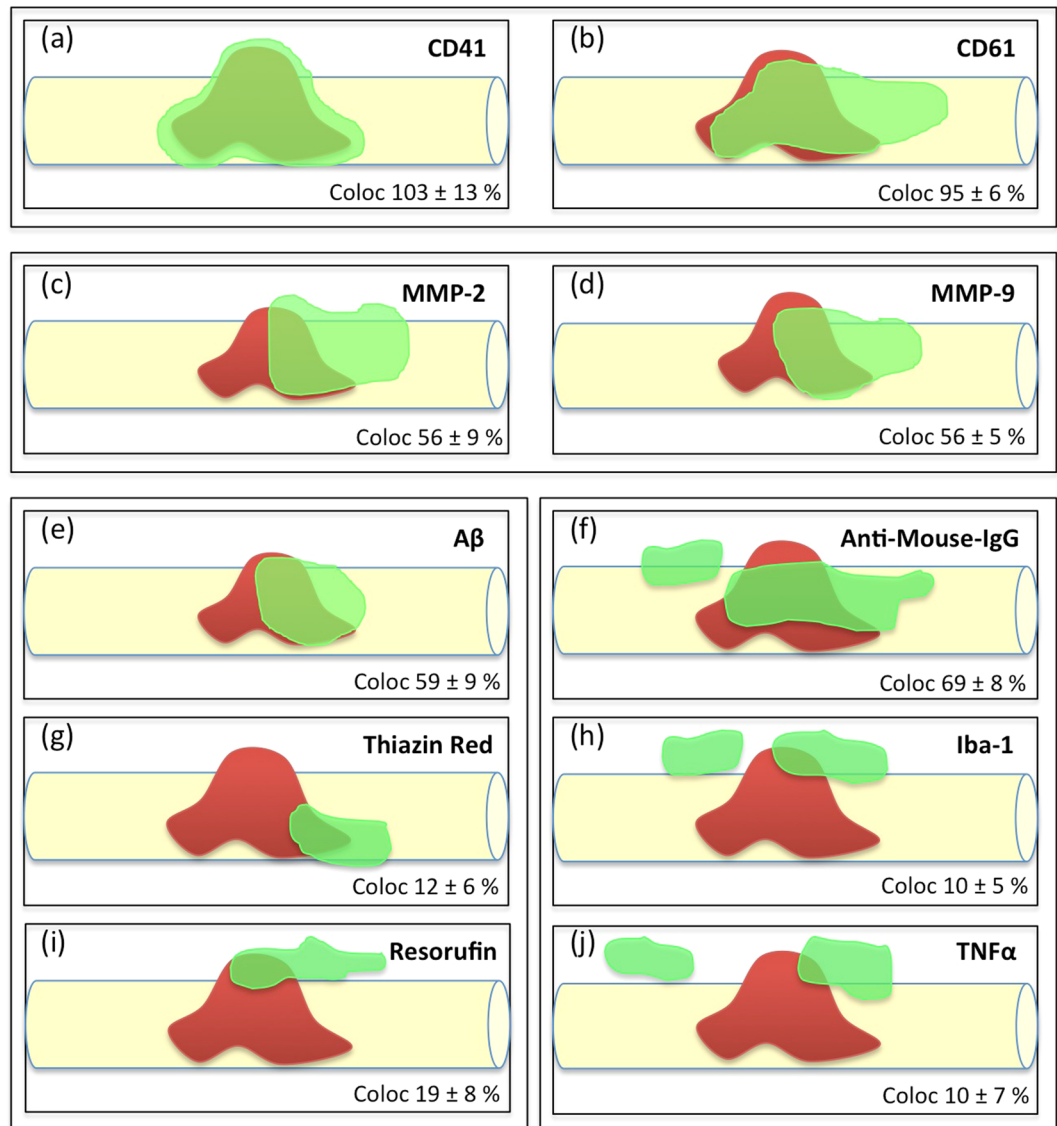 (a)
CD41
Coloc 103 ± 13 %
(b)
CD61
Coloc 95 ± 6 %
(c)
MMP-2
Coloc 56 ± 9 %
(d)
MMP-9
Coloc 56 ± 5 %
(e)
Aβ
Coloc 59 ± 9 %
(f)
Anti-Mouse-IgG
Coloc 69 ± 8 %
(g)
Thiazin Red
Coloc 12 ± 6 %
(h)
Iba-1
Coloc 10 ± 5 %
(i)
Resorufin
Coloc 19 ± 8 %
(j)
TNFα
Coloc 10 ± 7 %